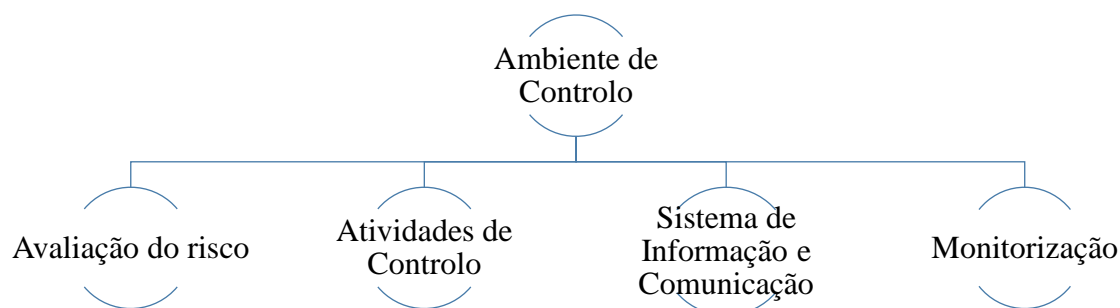 Ambiente de
Controlo
Avaliação do risco
Atividades de
Controlo
Sistema de
Informação e
Comunicação
Monitorização